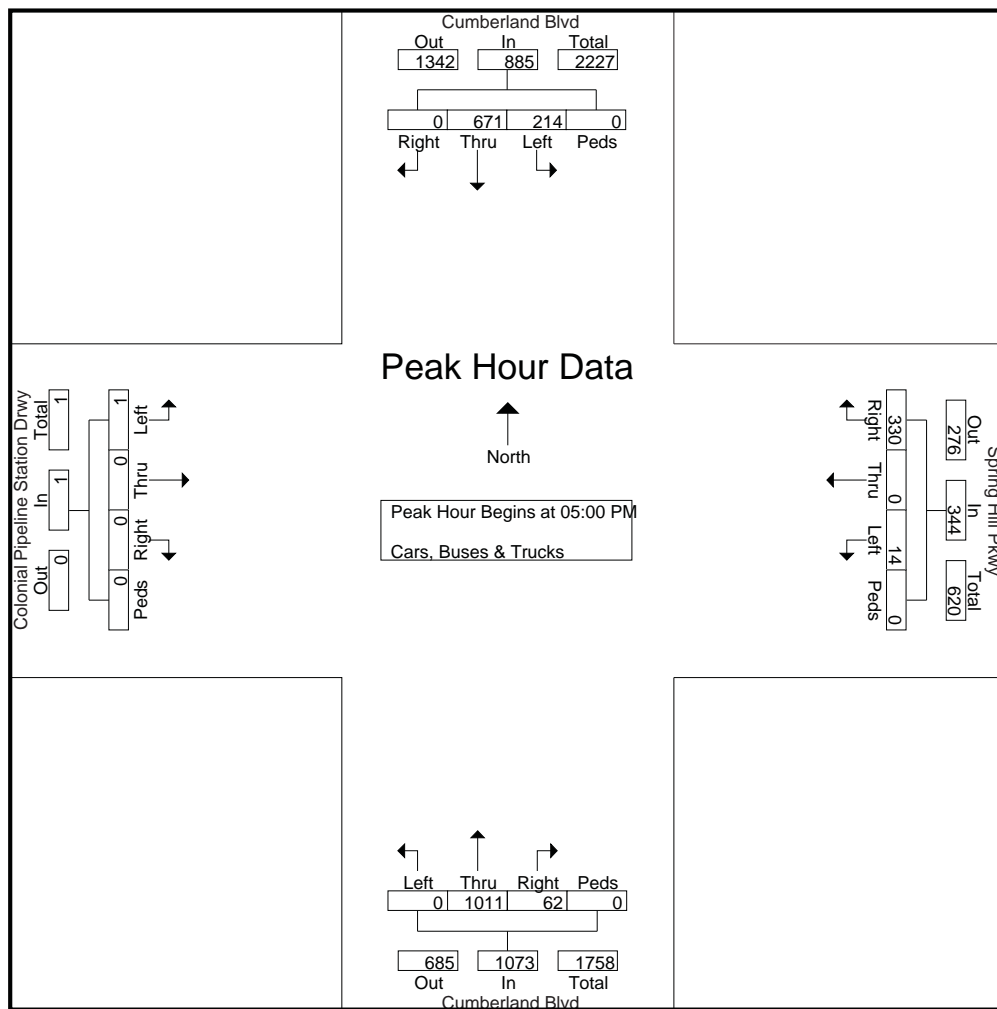 Cumberland Blvd
Out In Total
1342 885 2227
0 671 214 0
Right Thru Left Peds
Peak Hour Data
North
Peak Hour Begins at 05:00 PM
Cars, Buses & Trucks
Colonial Pipeline Station Drwy
Out In Total
0 1 1
0 0 0 1
Peds Right Thru Left
Spring Hill Pkwy
Out In Total
276 344 620
330 0 14 0
Right Thru Left Peds
Left Thru Right Peds
0 1011 62 0
685 1073 1758
Out In Total
Cumberland Blvd